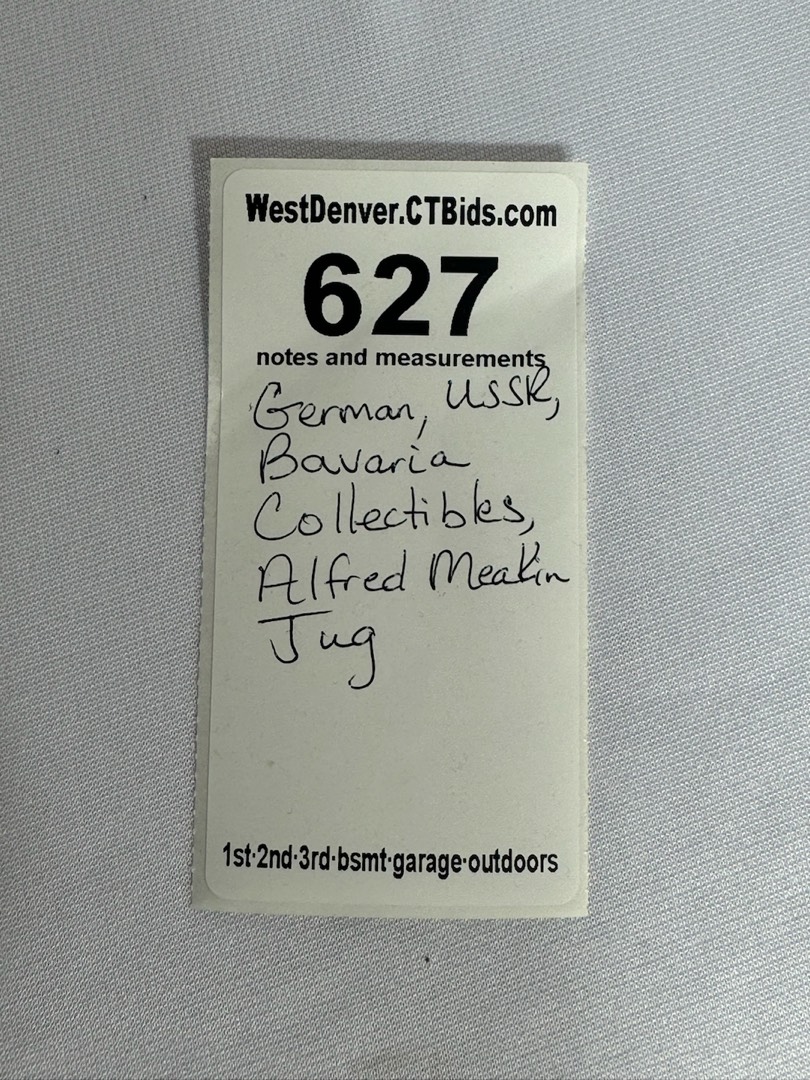 WestDenver.CTBids.com
627
notes and measurements
German, USSR,
Bavaria
Collectibles,
Alfred Meakin
Jug
1st·2nd·3rd·bsmt·garage·outdoors